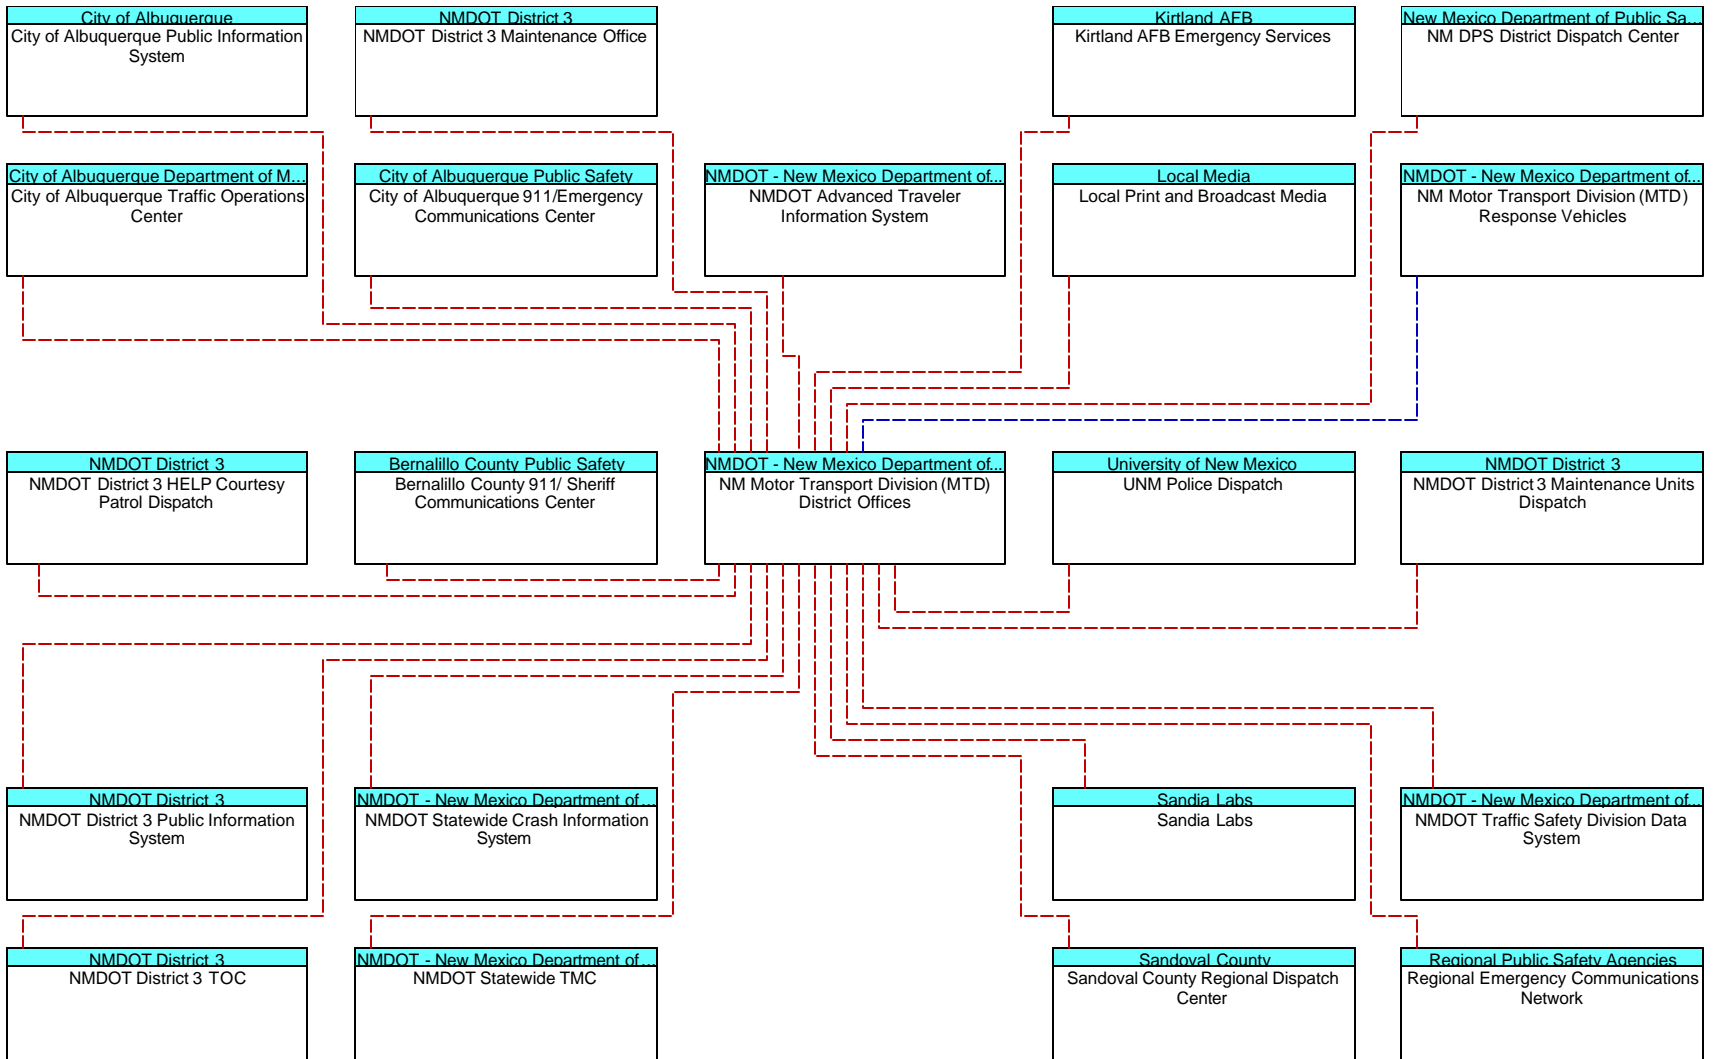 City of Albuquerque
City of Albuquerque Public Information
System
NMDOT District 3
NMDOT District 3 Maintenance Office
Kirtland AFB
Kirtland AFB Emergency Services
New Mexico Department of Public Sa...
NM DPS District Dispatch Center
City of Albuquerque Department of M...
City of Albuquerque Traffic Operations
Center
City of Albuquerque Public Safety
City of Albuquerque 911/Emergency
Communications Center
NMDOT - New Mexico Department of...
NMDOT Advanced Traveler
Information System
Local Media
Local Print and Broadcast Media
NMDOT - New Mexico Department of...
NM Motor Transport Division (MTD)
Response Vehicles
NMDOT District 3
NMDOT District 3 HELP Courtesy
Patrol Dispatch
Bernalillo County Public Safety
Bernalillo County 911/ Sheriff
Communications Center
NMDOT - New Mexico Department of...
NM Motor Transport Division (MTD)
District Offices
University of New Mexico
UNM Police Dispatch
NMDOT District 3
NMDOT District 3 Maintenance Units
Dispatch
NMDOT District 3
NMDOT District 3 Public Information
System
NMDOT - New Mexico Department of...
NMDOT Statewide Crash Information
System
Sandia Labs
Sandia Labs
NMDOT - New Mexico Department of...
NMDOT Traffic Safety Division Data
System
NMDOT District 3
NMDOT District 3 TOC
NMDOT - New Mexico Department of...
NMDOT Statewide TMC
Sandoval County
Sandoval County Regional Dispatch
Center
Regional Public Safety Agencies
Regional Emergency Communications
Network